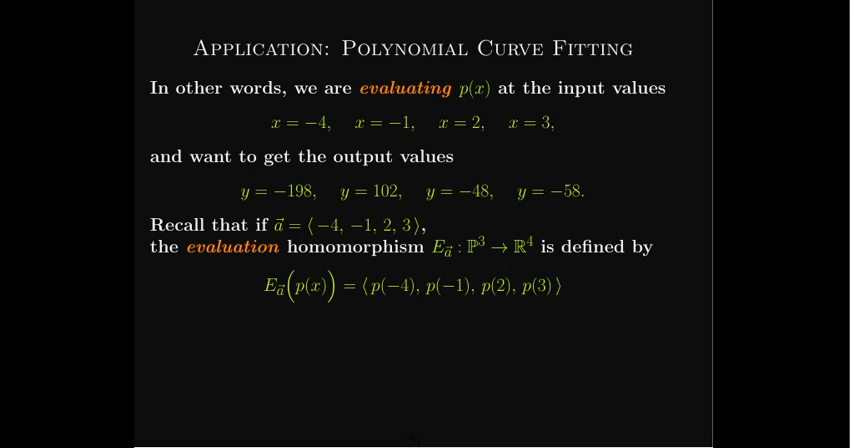 APPLICATION: POLYNOMIAL CURVE FITTING
In other words, we are evaluating p(x) at the input values
x = −4, x = −1, x = 2, x = 3,
and want to get the output values
y = −198, y = 102, y = −48, y = −58.
Recall that if a⃗ = ⟨ −4, −1, 2, 3 ⟩,
the evaluation homomorphism E_a⃗ : ℙ³ → ℝ⁴ is defined by
E_a⃗(p(x)) = ⟨ p(−4), p(−1), p(2), p(3) ⟩